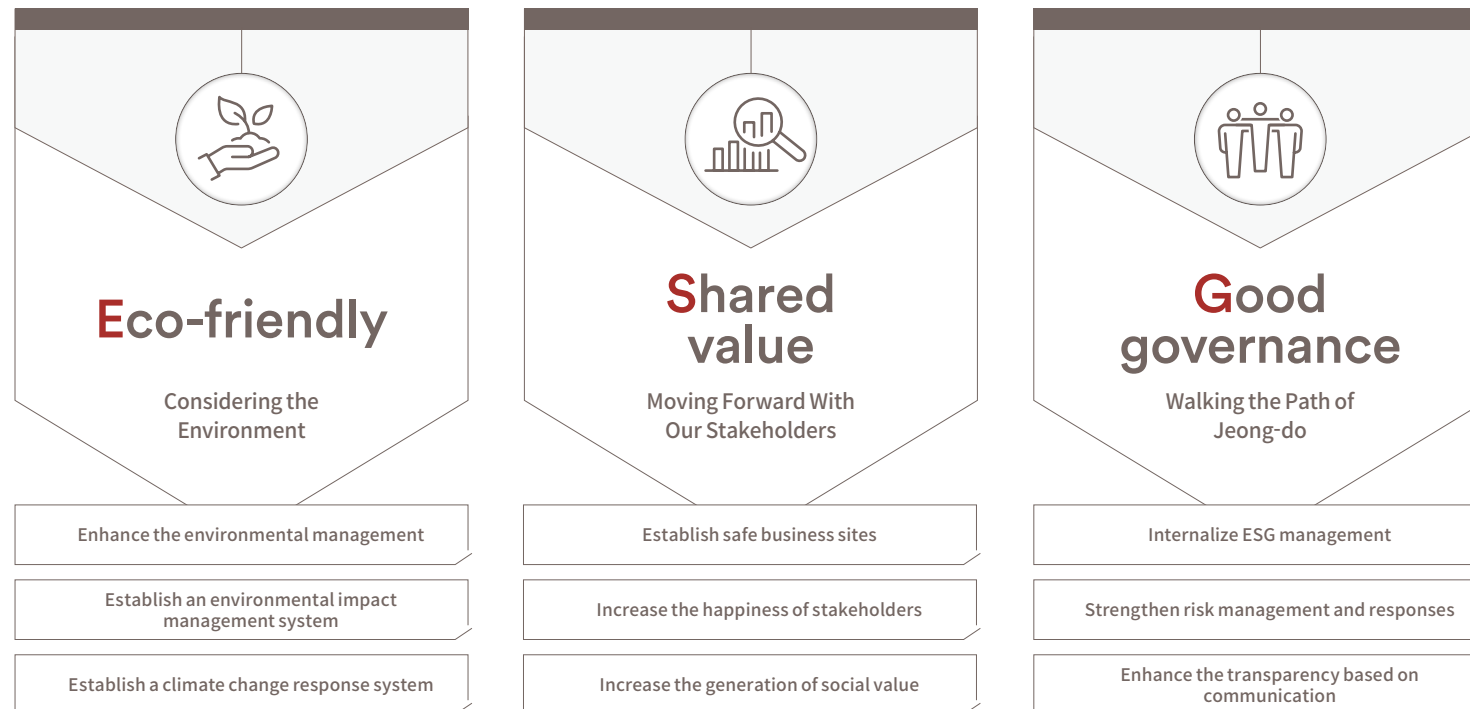 Eco-friendly
Considering the
Environment
Enhance the environmental management
Establish an environmental impact
management system
Establish a climate change response system
Shared
value
Moving Forward With
Our Stakeholders
Establish safe business sites
Increase the happiness of stakeholders
Increase the generation of social value
Good
governance
Walking the Path of
Jeong-do
Internalize ESG management
Strengthen risk management and responses
Enhance the transparency based on
communication